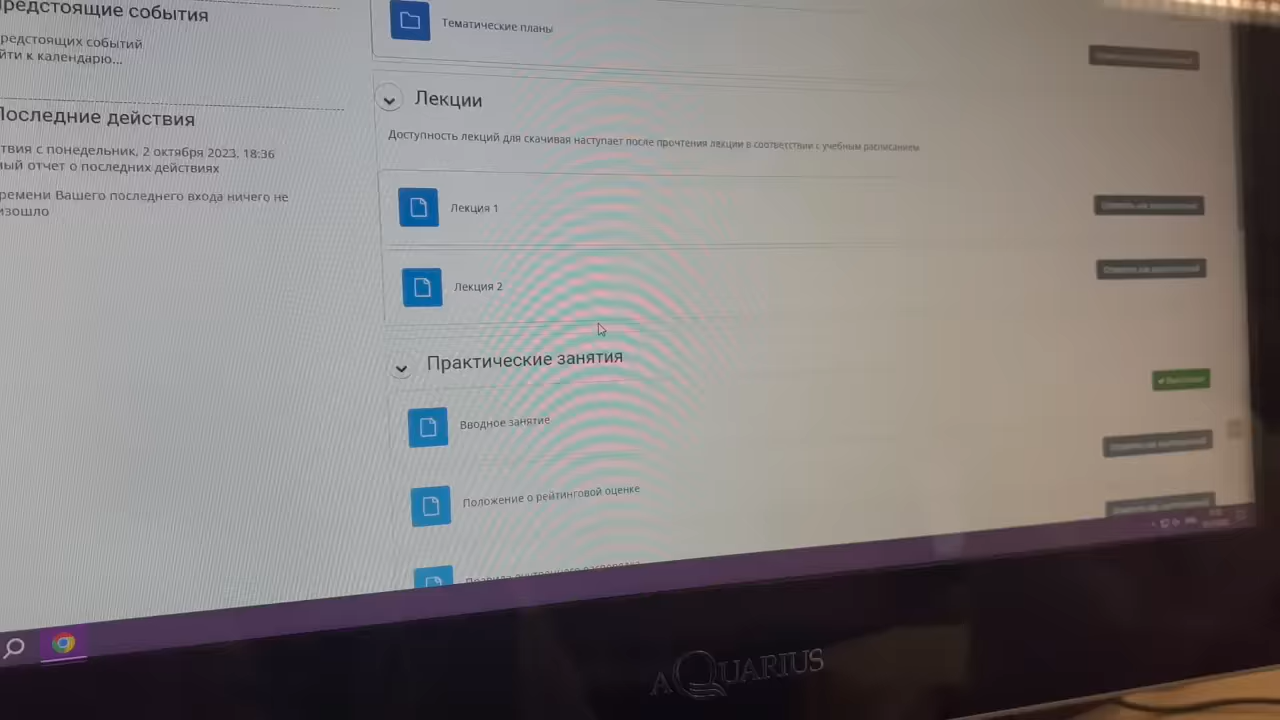 редстоящие события
редстоящих событий
йти к календарю...
Последние действия
твия с понедельник, 2 октября 2023, 18:36
ный отчет о последних действиях
ремени Вашего последнего входа ничего не
изошло
Тематические планы
Лекции
Доступность лекций для скачивая наступает после прочтения лекции в соответствии с учебным расписанием
Лекция 1
Лекция 2
Практические занятия
Вводное занятие
Положение о рейтинговой оценке
AQUARIUS